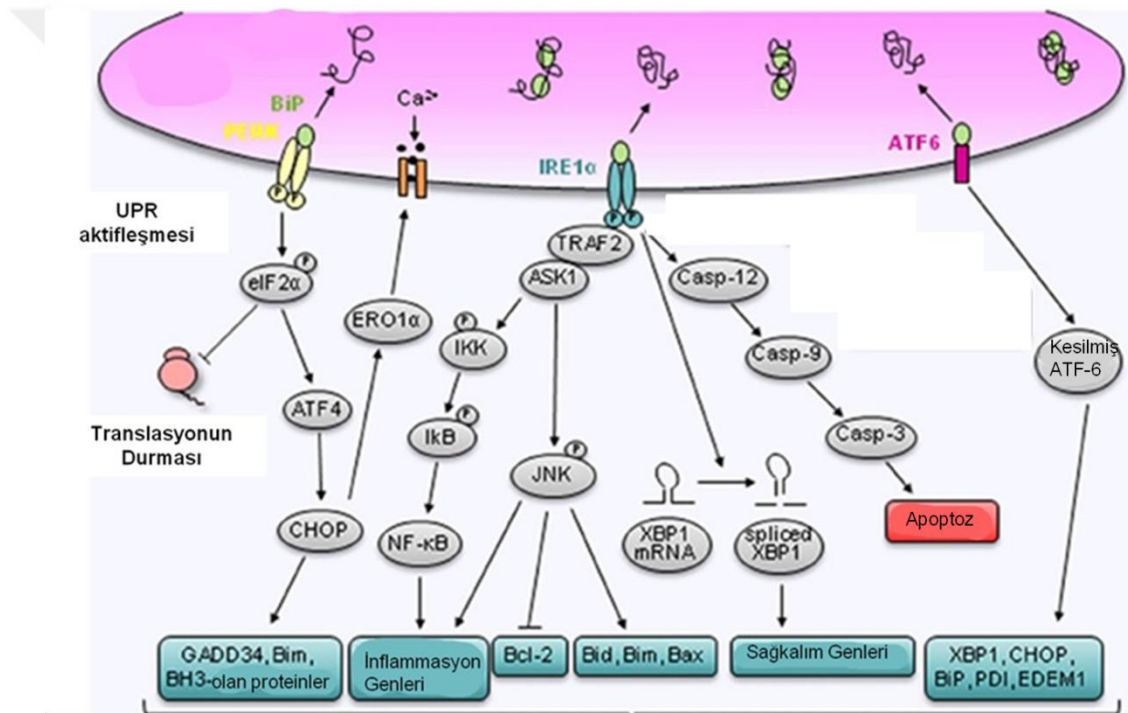 BiP
PERK
Ca²⁺
IRE1α
ATF6
UPR
aktifleşmesi
P
P
P
P
TRAF2
ASK1
Casp-12
eIF2α
P
ERO1α
P
IKK
Casp-9
Kesilmiş
ATF-6
ATF4
P
IkB
Casp-3
Translasyonun
Durması
P
JNK
CHOP
NF-κB
XBP1
mRNA
spliced
XBP1
Apoptoz
GADD34, Bim,
BH3-olan proteinler
İnflammasyon
Genleri
Bcl-2
Bid, Bim, Bax
Sağkalım Genleri
XBP1, CHOP,
BiP, PDI, EDEM1